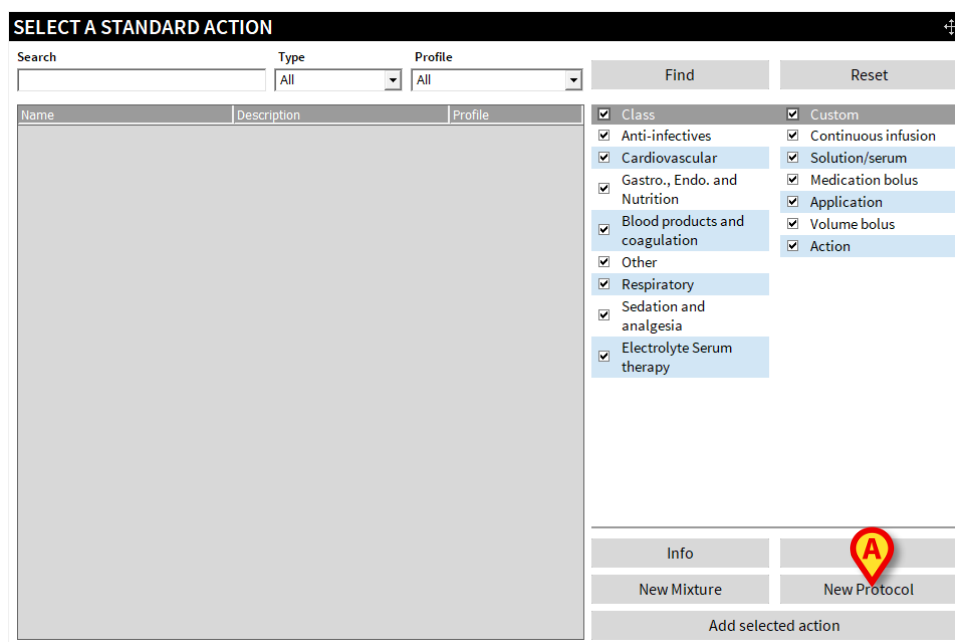 SELECT A STANDARD ACTION
Search
Type
Profile
All
All
Find
Reset
Name
Description
Profile
Class
Anti-infectives
Cardiovascular
Gastro., Endo. and
Nutrition
Blood products and
coagulation
Other
Respiratory
Sedation and
analgesia
Electrolyte Serum
therapy
Custom
Continuous infusion
Solution/serum
Medication bolus
Application
Volume bolus
Action
Info
A
New Mixture
New Protocol
Add selected action